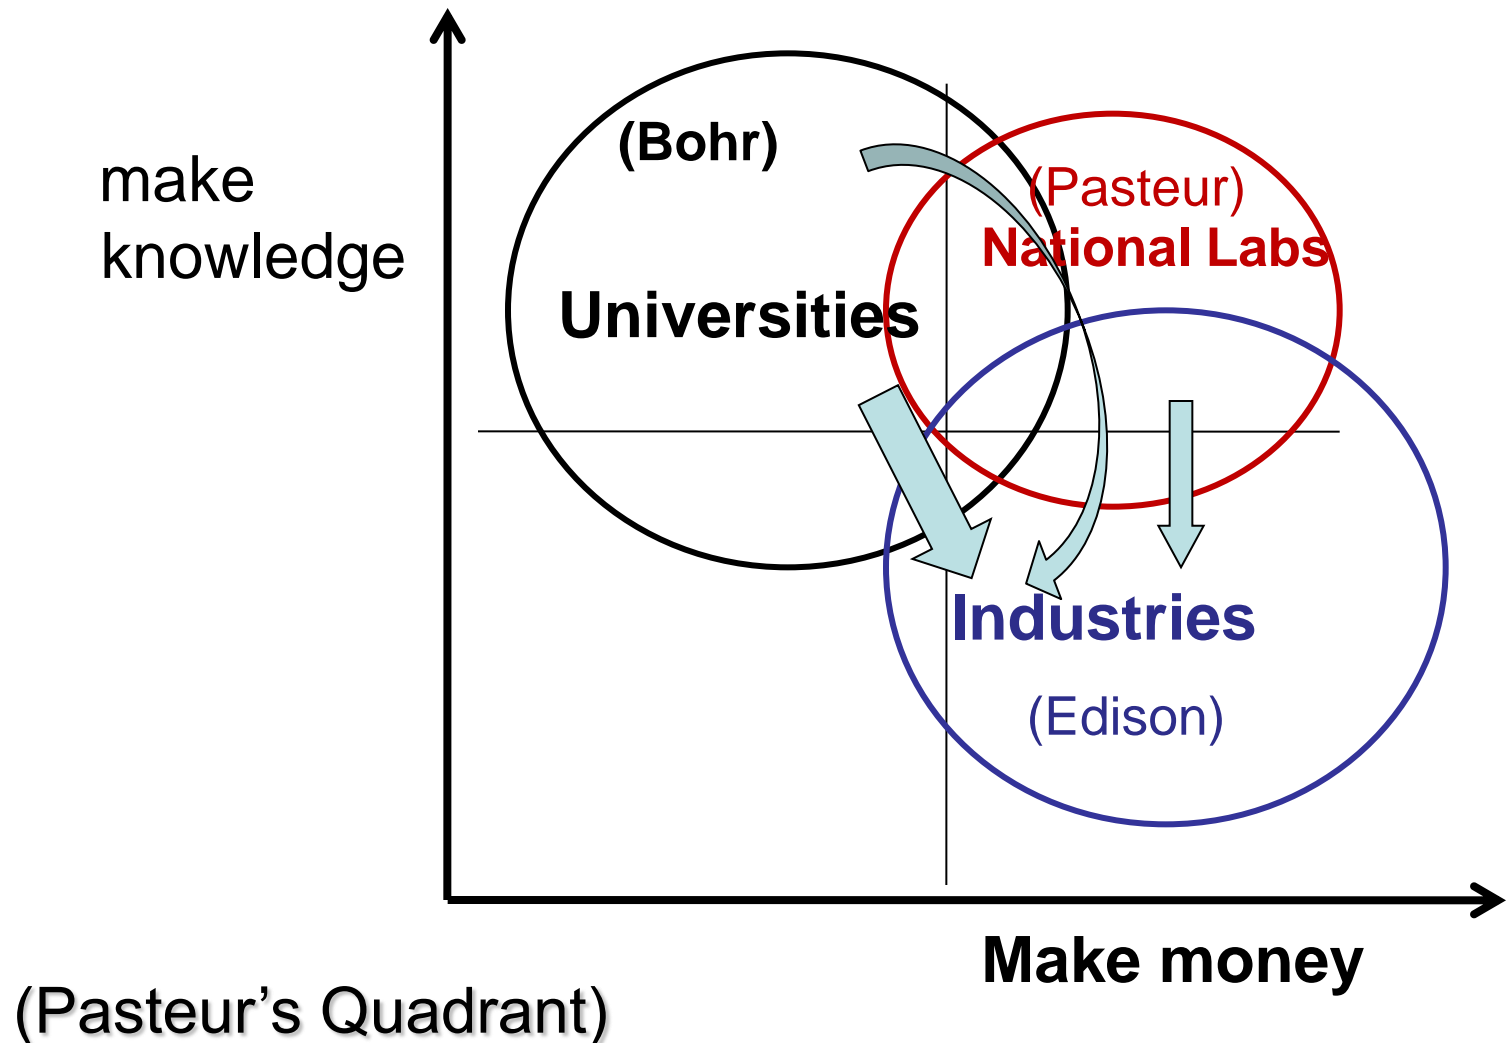 (Bohr)
make
knowledge
(Pasteur)
National Labs
Universities
Industries
(Edison)
Make money
(Pasteur’s Quadrant)